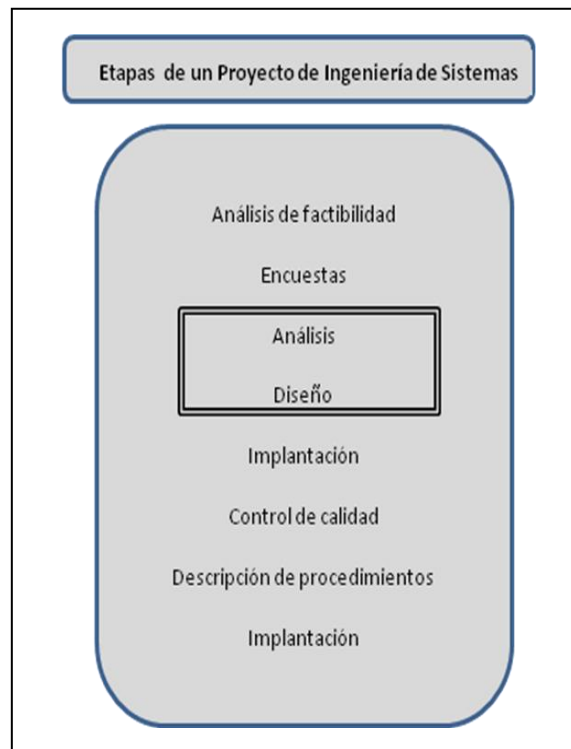 Etapas de un Proyecto de Ingeniería de Sistemas
Análisis de factibilidad
Encuestas
Análisis
Diseño
Implantación
Control de calidad
Descripción de procedimientos
Implantación